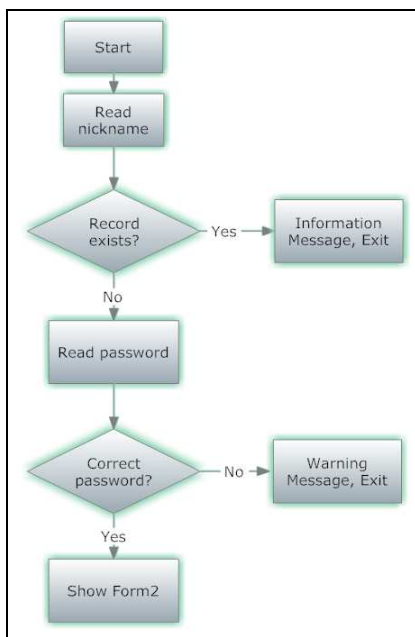 Start
Read
nickname
Record
exists?
Yes
Information
Message, Exit
No
Read password
Correct
password?
No
Warning
Message, Exit
Yes
Show Form2